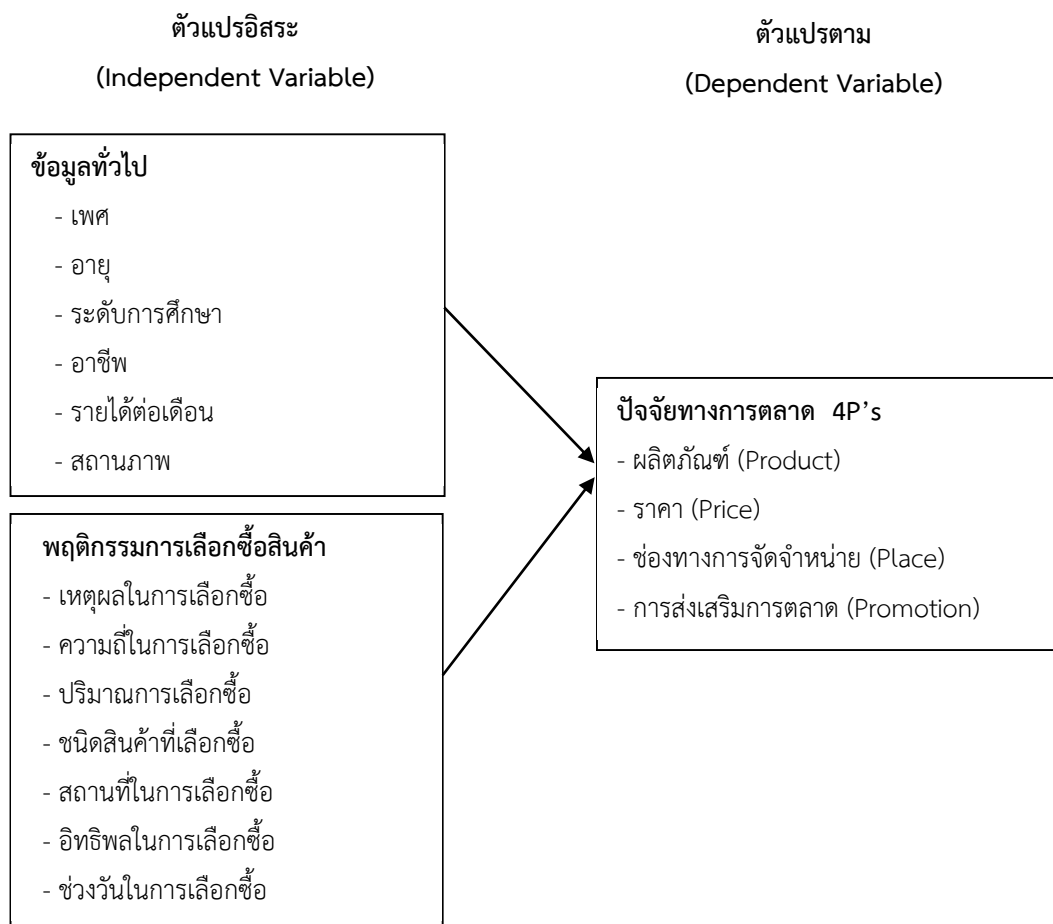 ตัวแปรอิสระ
(Independent Variable)
ตัวแปรตาม
(Dependent Variable)
ข้อมูลทั่วไป
- เพศ
- อายุ
- ระดับการศึกษา
- อาชีพ
- รายได้ต่อเดือน
- สถานภาพ
พฤติกรรมการเลือกซื้อสินค้า
- เหตุผลในการเลือกซื้อ
- ความถี่ในการเลือกซื้อ
- ปริมาณการเลือกซื้อ
- ชนิดสินค้าที่เลือกซื้อ
- สถานที่ในการเลือกซื้อ
- อิทธิพลในการเลือกซื้อ
- ช่วงวันในการเลือกซื้อ
ปัจจัยทางการตลาด 4P’s
- ผลิตภัณฑ์ (Product)
- ราคา (Price)
- ช่องทางการจัดจำหน่าย (Place)
- การส่งเสริมการตลาด (Promotion)